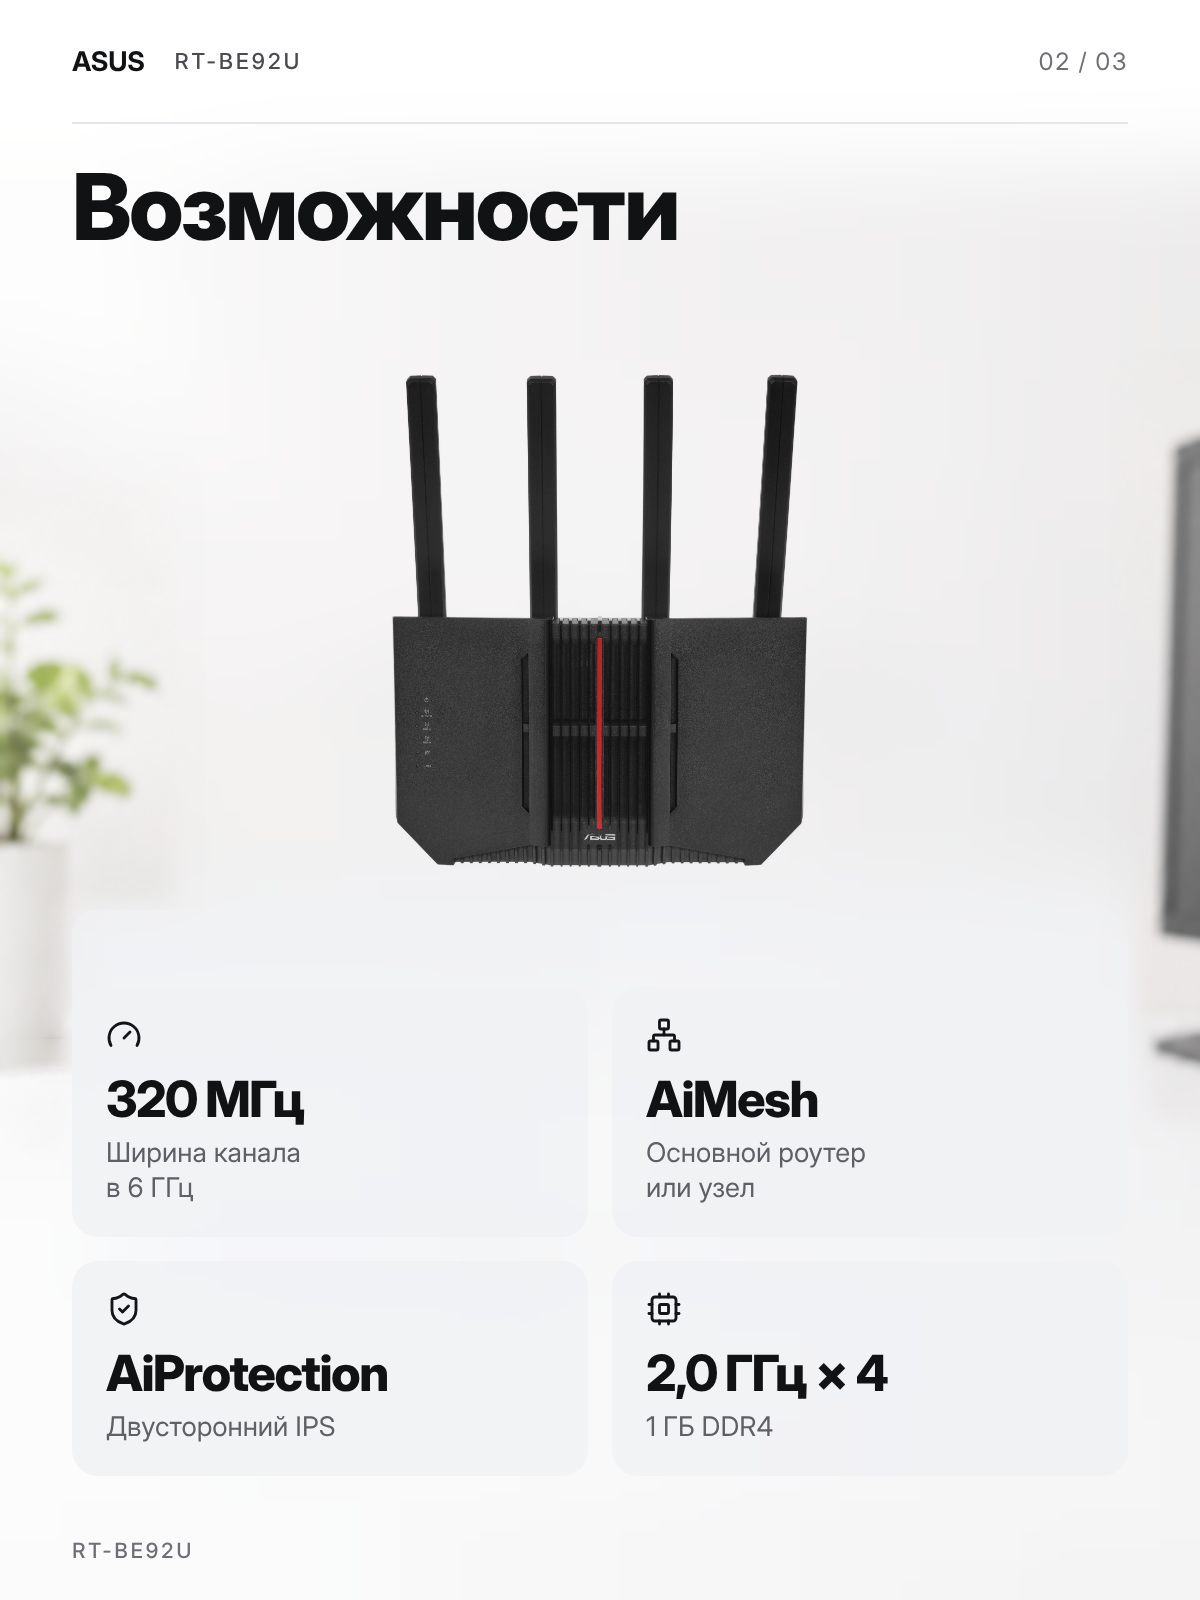 ASUS RT-BE92U 02 / 03
Возможности
ASUS
320 МГц
Ширина канала
в 6 ГГц
AiMesh
Основной роутер
или узел
AiProtection
Двусторонний IPS
2,0 ГГц × 4
1 ГБ DDR4
RT-BE92U